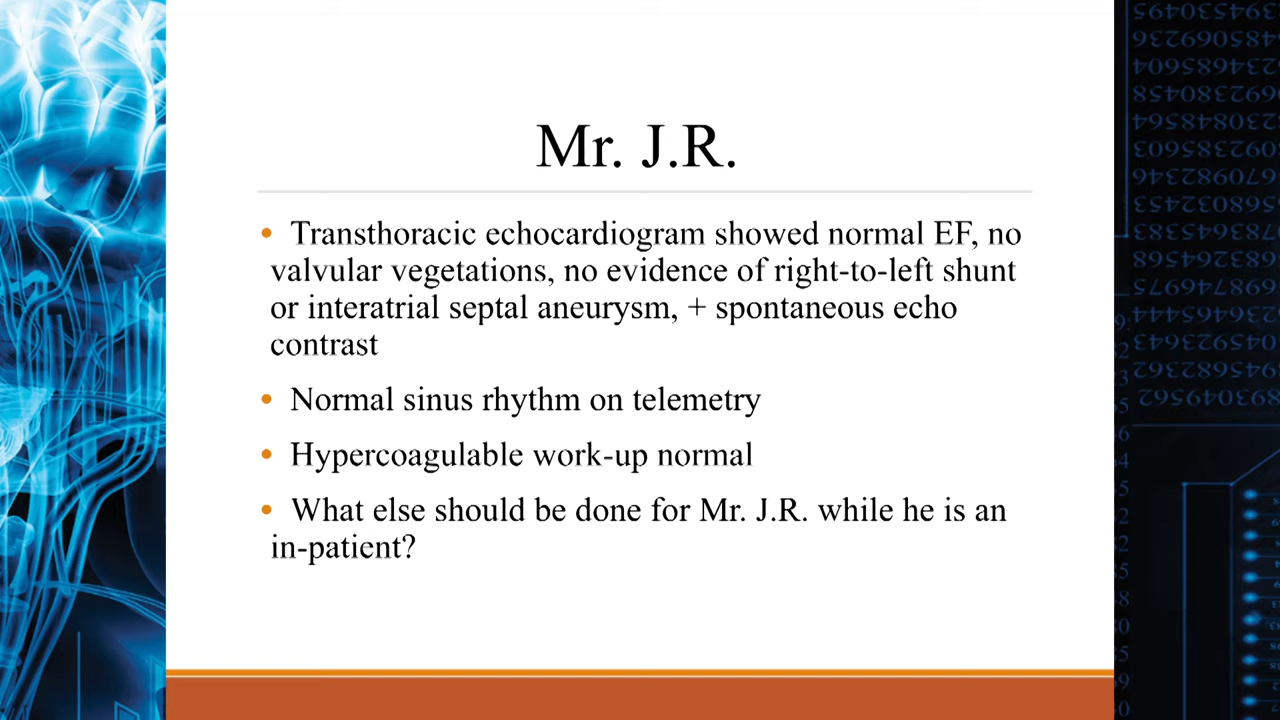 Mr. J.R.
• Transthoracic echocardiogram showed normal EF, no
valvular vegetations, no evidence of right-to-left shunt
or interatrial septal aneurysm, + spontaneous echo
contrast
• Normal sinus rhythm on telemetry
• Hypercoagulable work-up normal
• What else should be done for Mr. J.R. while he is an
in-patient?